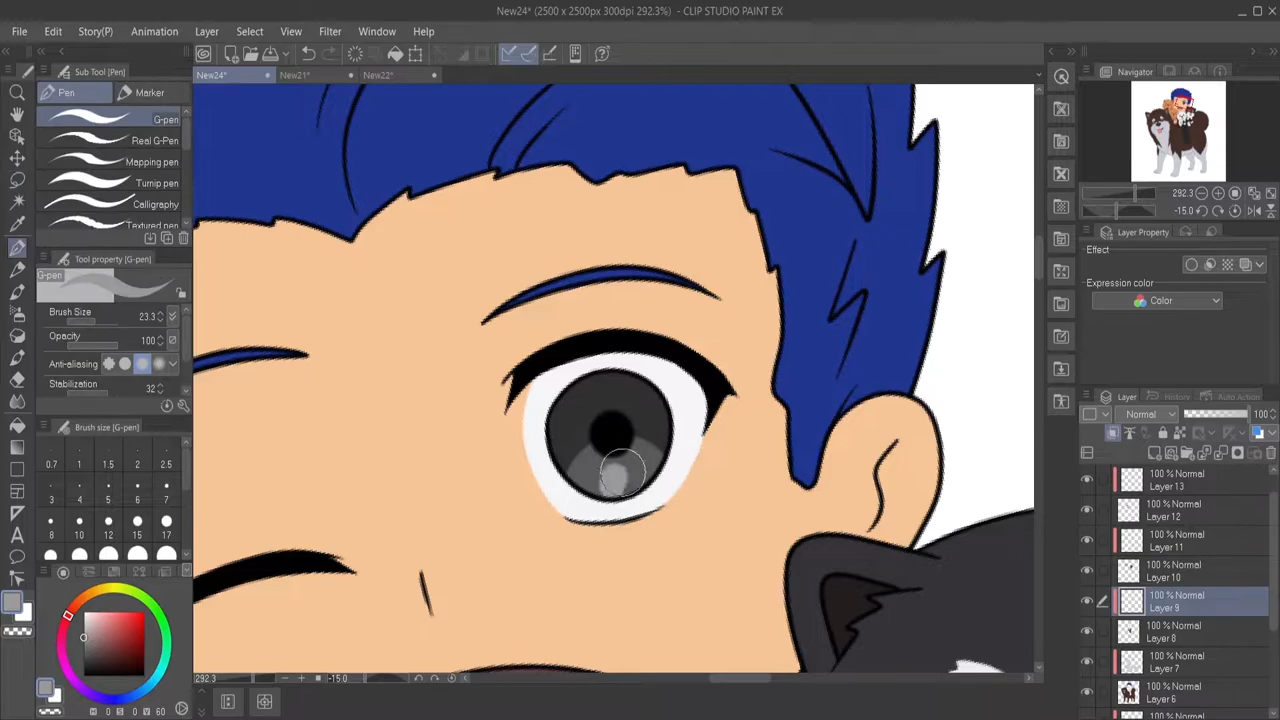 New24* (2500 x 2500px 300dpi 292.3%) - CLIP STUDIO PAINT EX
File Edit Story(P) Animation Layer Select View Filter Window Help
Sub Tool [Pen]
New24* New21* New22*
Navigator
Pen Marker
G-pen
Real G-Pen
Mapping pen
Turnip pen
Calligraphy
Textured pen
292.3
-15.0
Layer Property
Effect
Expression color
Color
Tool property [G-pen]
G-pen
Brush Size 23.3
Opacity 100
Anti-aliasing
Stabilization 32
Brush size [G-pen]
0.7 1 1.5 2 2.5
3 4 5 6 7
8 10 12 15 17
Layer History Auto Action
Normal 100
100 % Normal
Layer 13
100 % Normal
Layer 12
100 % Normal
Layer 11
100 % Normal
Layer 10
100 % Normal
Layer 9
100 % Normal
Layer 8
100 % Normal
Layer 7
100 % Normal
Layer 6
100 % Normal
292.3 -15.0
H 0 S 0 V 60